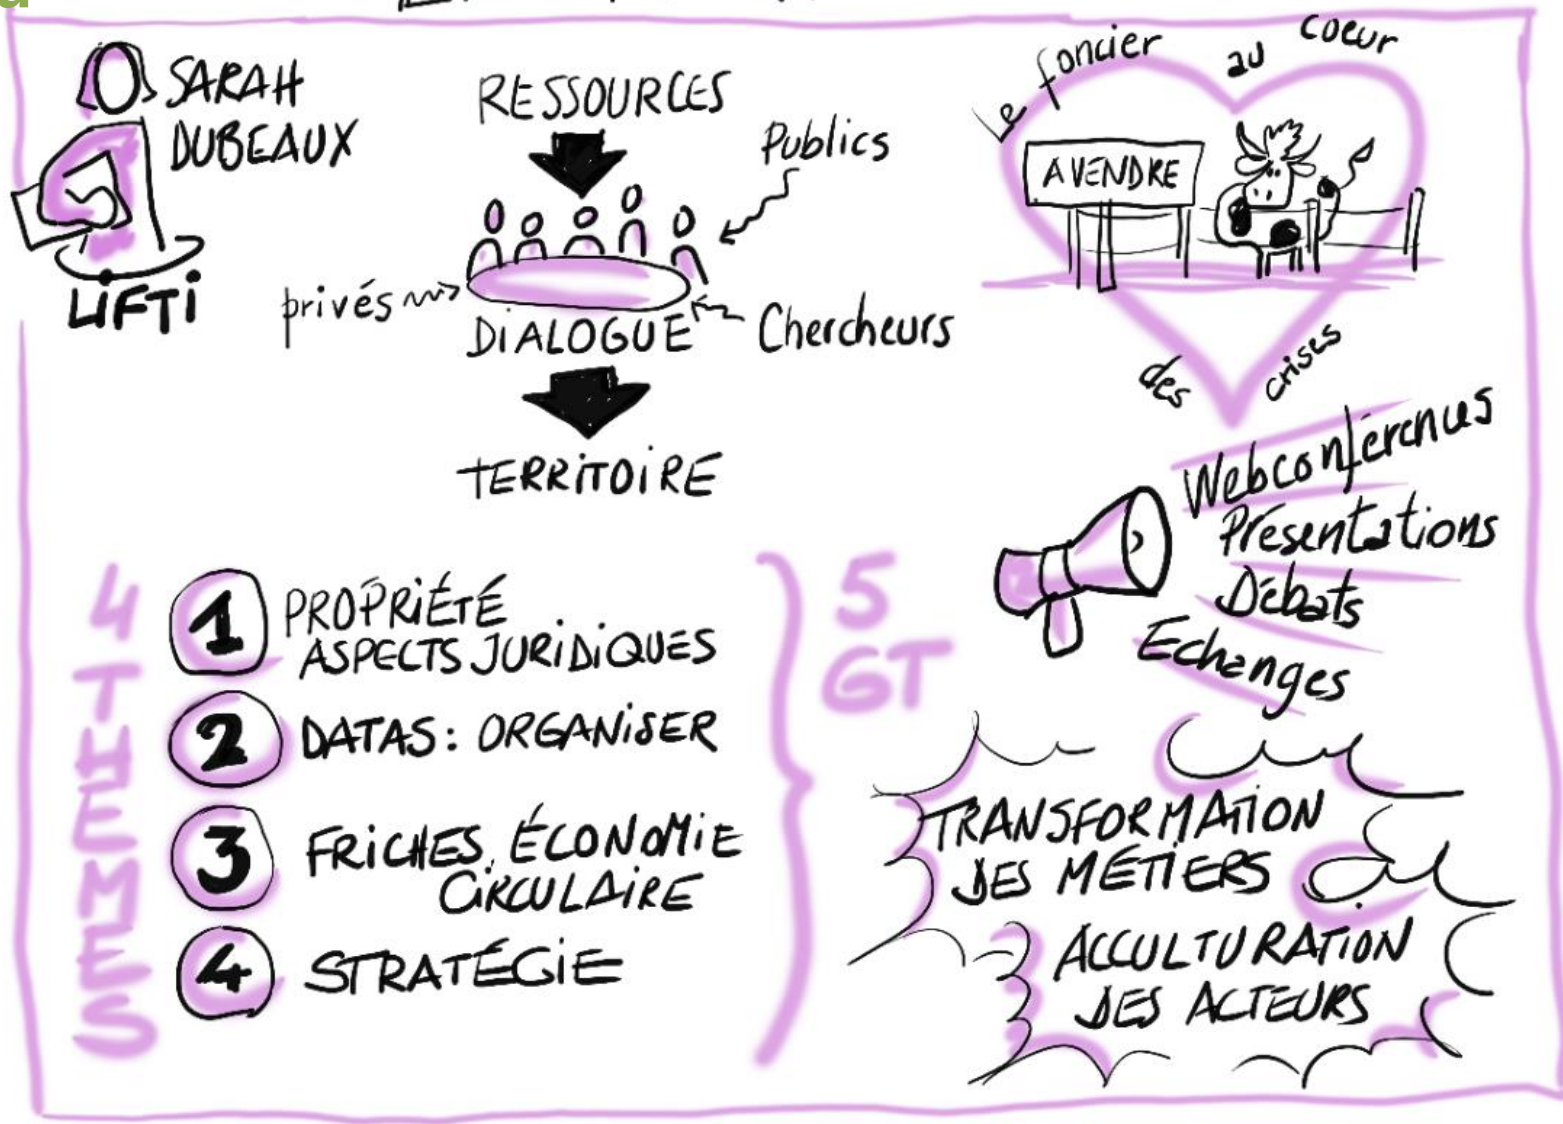 SARAH
DUBEAUX
LIFTI
RESSOURCES
Publics
privés
DIALOGUE
Chercheurs
TERRITOIRE
Le foncier au coeur
A VENDRE
des crises
Webconférences
Présentations
Débats
Echanges
4 THEMES
1 PROPRIÉTÉ
ASPECTS JURIDIQUES
2 DATAS : ORGANISER
3 FRICHES, ÉCONOMIE
CIRCULAIRE
4 STRATÉGIE
5
GT
TRANSFORMATION
DES MÉTIERS
ACCULTURATION
DES ACTEURS